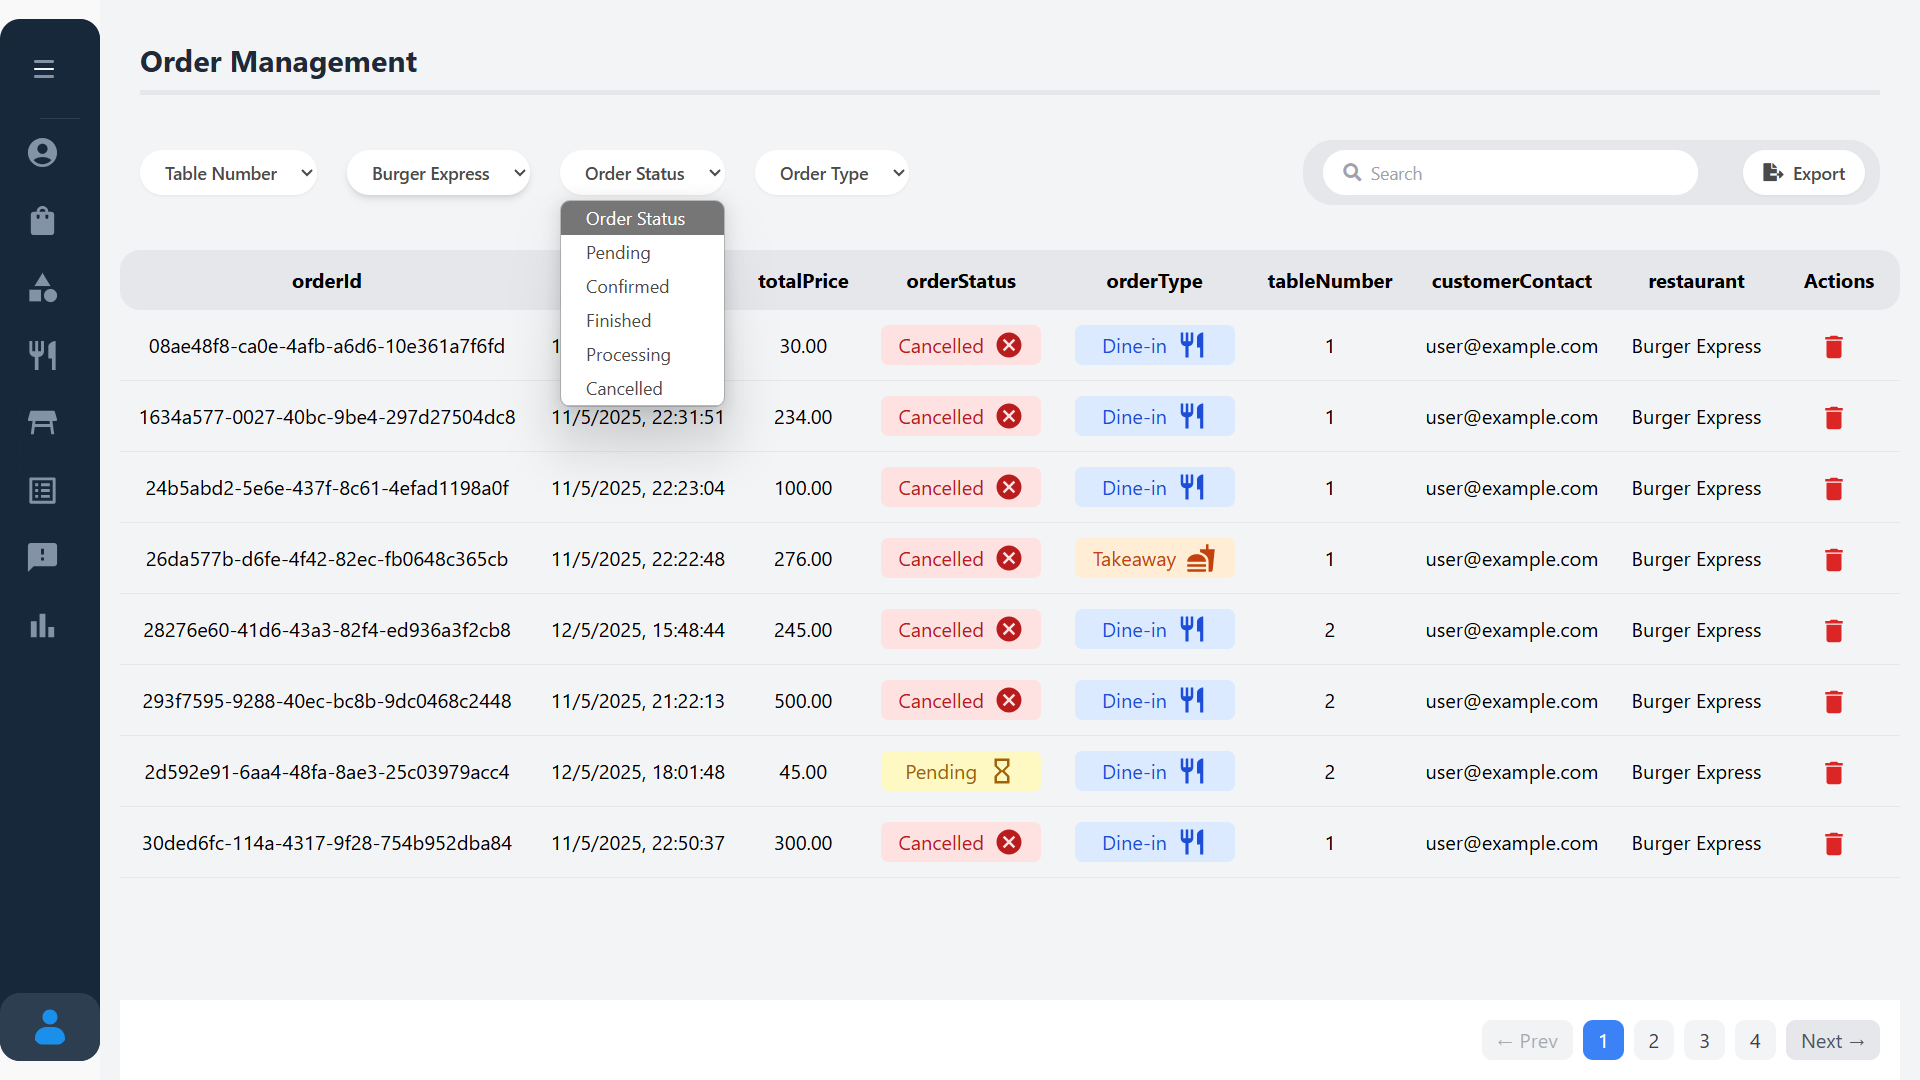 Order Management
Table Number Burger Express Order Status Order Type Search Export
Order Status
Pending
Confirmed
Finished
Processing
Cancelled
orderId totalPrice orderStatus orderType tableNumber customerContact restaurant Actions
08ae48f8-ca0e-4afb-a6d6-10e361a7f6fd 30.00 Cancelled Dine-in 1 user@example.com Burger Express
1634a577-0027-40bc-9be4-297d27504dc8 11/5/2025, 22:31:51 234.00 Cancelled Dine-in 1 user@example.com Burger Express
24b5abd2-5e6e-437f-8c61-4efad1198a0f 11/5/2025, 22:23:04 100.00 Cancelled Dine-in 1 user@example.com Burger Express
26da577b-d6fe-4f42-82ec-fb0648c365cb 11/5/2025, 22:22:48 276.00 Cancelled Takeaway 1 user@example.com Burger Express
28276e60-41d6-43a3-82f4-ed936a3f2cb8 12/5/2025, 15:48:44 245.00 Cancelled Dine-in 2 user@example.com Burger Express
293f7595-9288-40ec-bc8b-9dc0468c2448 11/5/2025, 21:22:13 500.00 Cancelled Dine-in 2 user@example.com Burger Express
2d592e91-6aa4-48fa-8ae3-25c03979acc4 12/5/2025, 18:01:48 45.00 Pending Dine-in 2 user@example.com Burger Express
30ded6fc-114a-4317-9f28-754b952dba84 11/5/2025, 22:50:37 300.00 Cancelled Dine-in 1 user@example.com Burger Express
← Prev 1 2 3 4 Next →